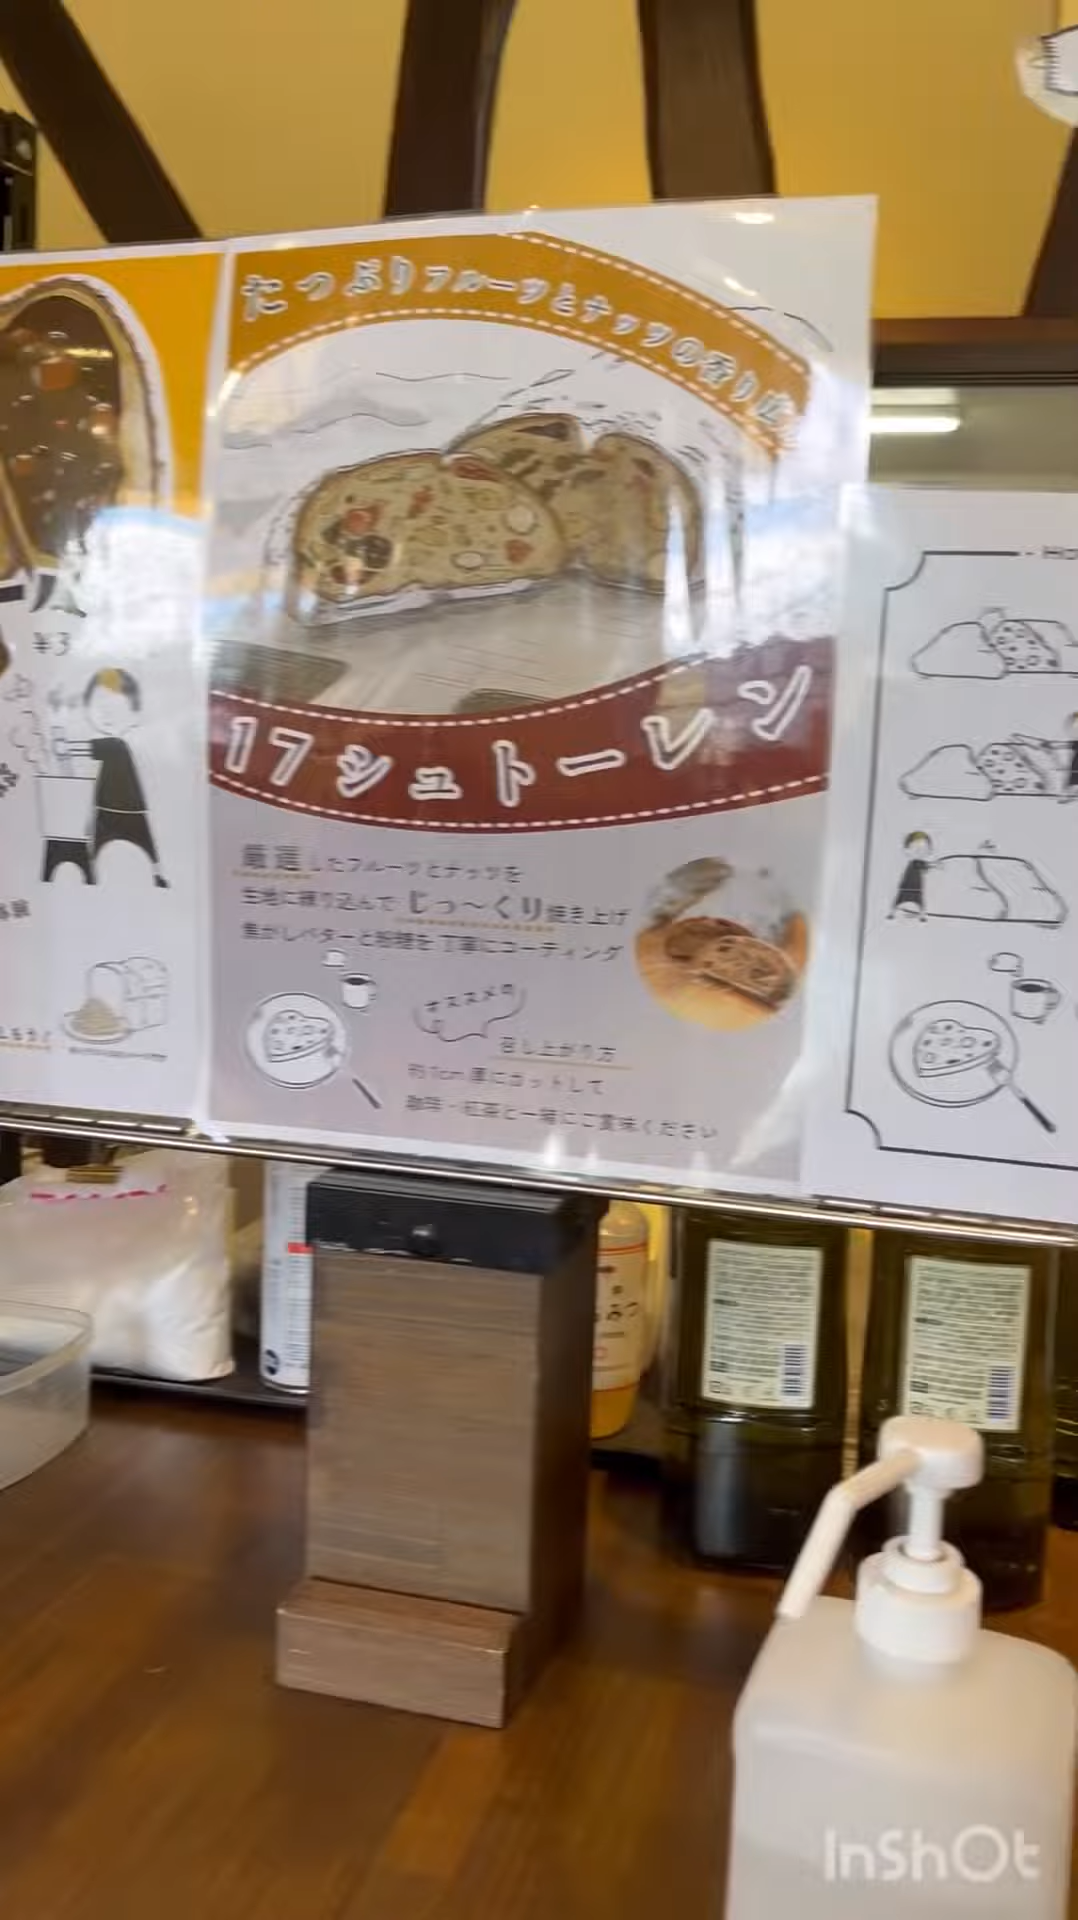 たっぷりフルーツとナッツの香り
17シュトーレン
厳選したフルーツとナッツを
生地に練り込んで じっ〜くり焼き上げ
焦がしバターと粉糖を丁寧にコーティング
オススメの
召し上がり方
約1cm厚にカットして
珈琲・紅茶と一緒にご賞味ください
¥3
みつ
InShOt